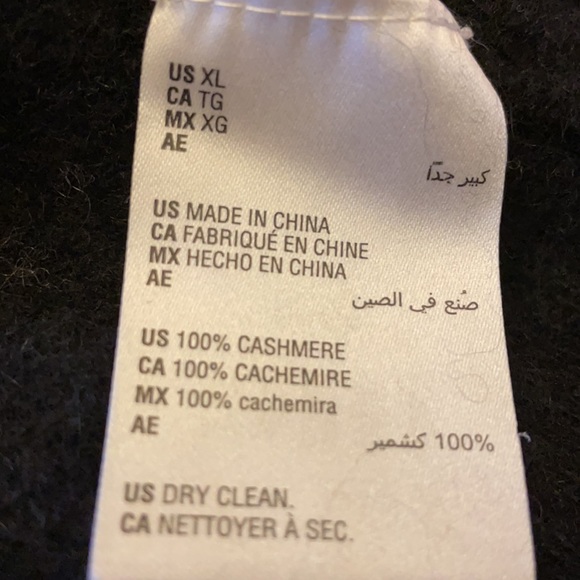 US XL
CA TG
MX XG
AE
كبير جدًا
US MADE IN CHINA
CA FABRIQUÉ EN CHINE
MX HECHO EN CHINA
AE
صُنع في الصين
US 100% CASHMERE
CA 100% CACHEMIRE
MX 100% cachemira
AE
100% كشمير
US DRY CLEAN.
CA NETTOYER À SEC.